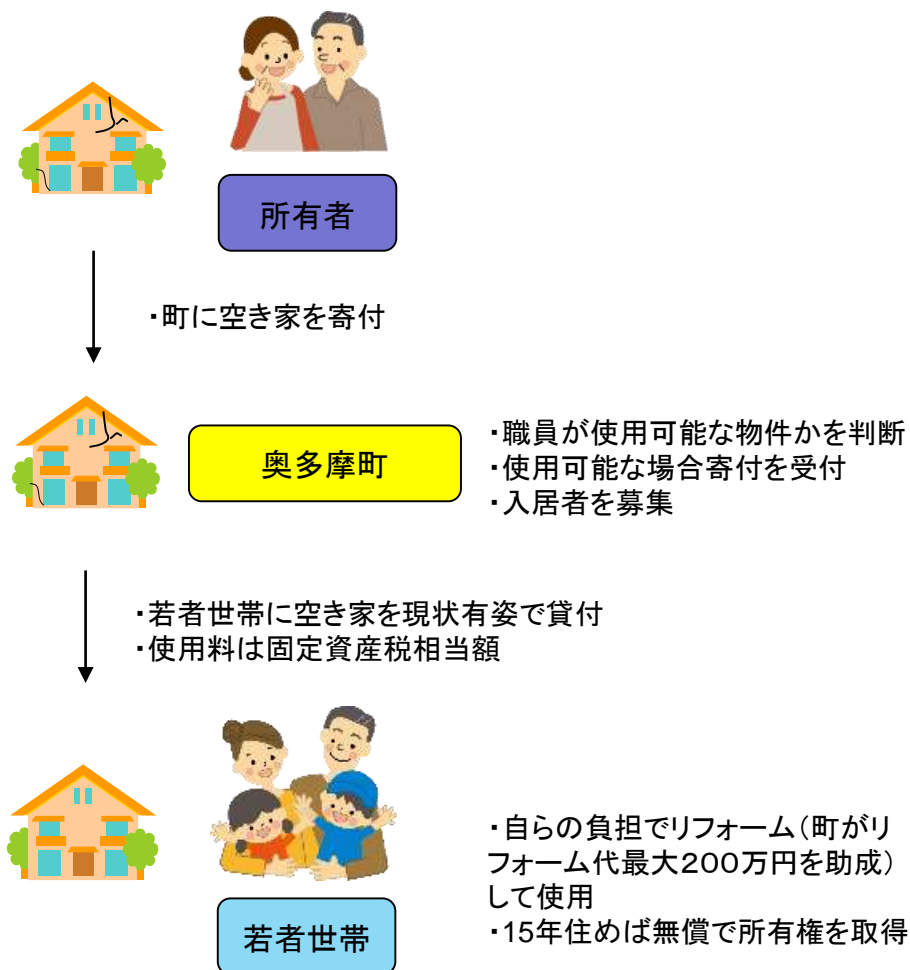 所有者
・町に空き家を寄付
奥多摩町
・職員が使用可能な物件かを判断
・使用可能な場合寄付を受付
・入居者を募集
・若者世帯に空き家を現状有姿で貸付
・使用料は固定資産税相当額
若者世帯
・自らの負担でリフォーム（町がリ
フォーム代最大２００万円を助成）
して使用
・15年住めば無償で所有権を取得